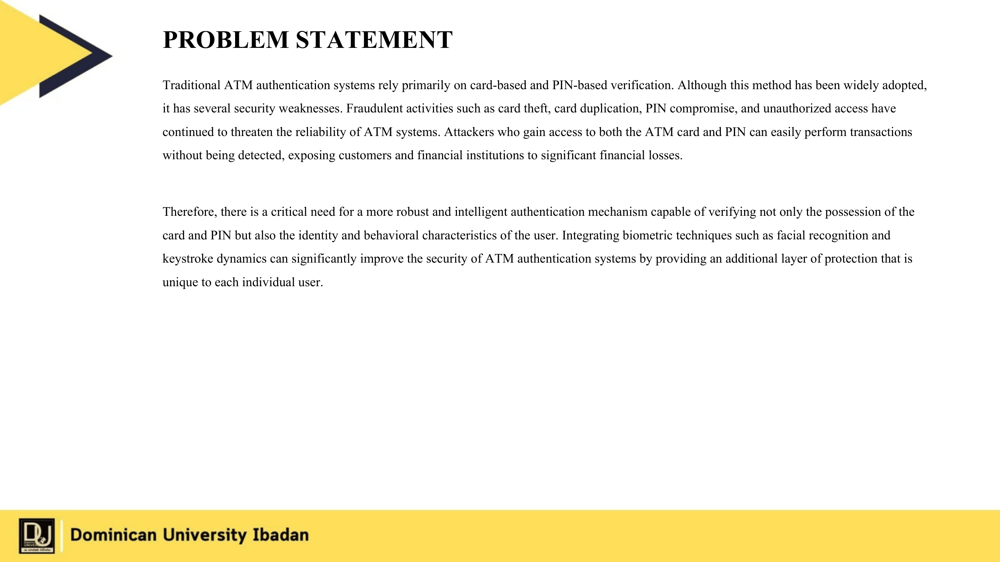 PROBLEM STATEMENT
Traditional ATM authentication systems rely primarily on card-based and PIN-based verification. Although this method has been widely adopted,
it has several security weaknesses. Fraudulent activities such as card theft, card duplication, PIN compromise, and unauthorized access have
continued to threaten the reliability of ATM systems. Attackers who gain access to both the ATM card and PIN can easily perform transactions
without being detected, exposing customers and financial institutions to significant financial losses.
Therefore, there is a critical need for a more robust and intelligent authentication mechanism capable of verifying not only the possession of the
card and PIN but also the identity and behavioral characteristics of the user. Integrating biometric techniques such as facial recognition and
keystroke dynamics can significantly improve the security of ATM authentication systems by providing an additional layer of protection that is
unique to each individual user.
DU
Dominican University Ibadan